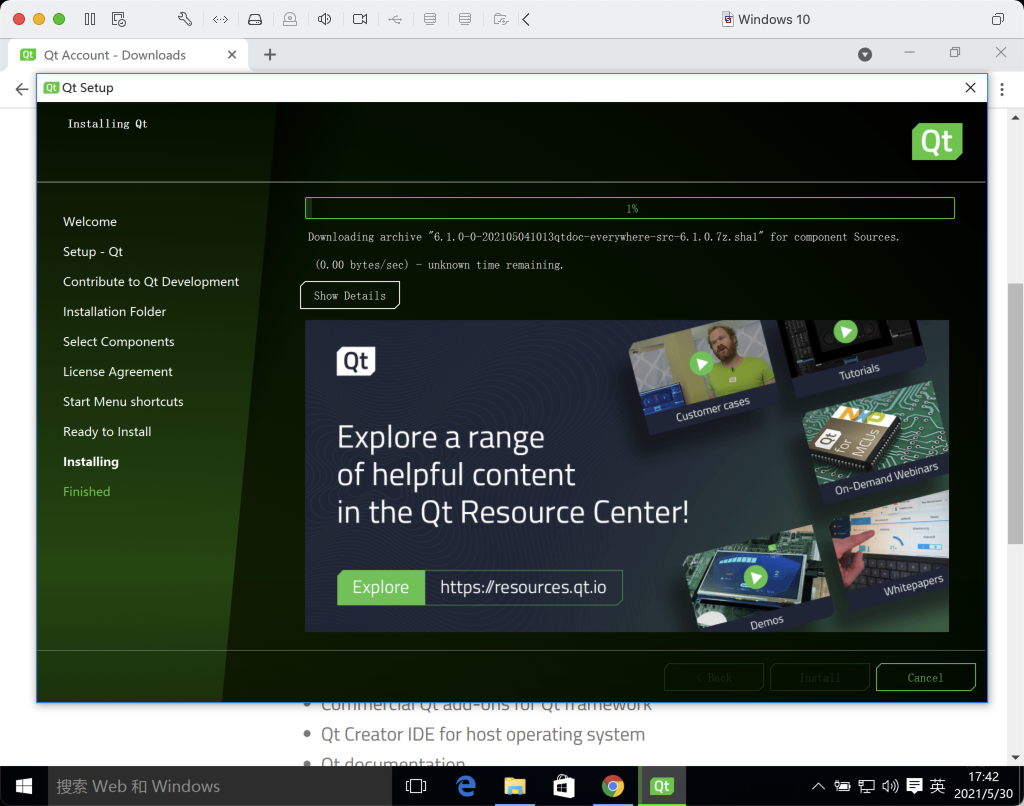 Windows 10
Qt Account - Downloads
Qt Setup
Installing Qt
Qt
Welcome
Setup - Qt
Contribute to Qt Development
Installation Folder
Select Components
License Agreement
Start Menu shortcuts
Ready to Install
Installing
Finished
1%
Downloading archive "6.1.0-0-202105041013qtdoc-everywhere-src-6.1.0.7z.sha1" for component Sources.
(0.00 bytes/sec) - unknown time remaining.
Show Details
Qt
Explore a range
of helpful content
in the Qt Resource Center!
Explore
https://resources.qt.io
Customer cases
Tutorials
NXP
Qt
for
MCUs
On-Demand Webinars
Whitepapers
Demos
< Back
Install
Cancel
Commercial Qt add-ons for Qt framework
Qt Creator IDE for host operating system
Qt documentation
搜索 Web 和 Windows
Qt
英
17:42
2021/5/30